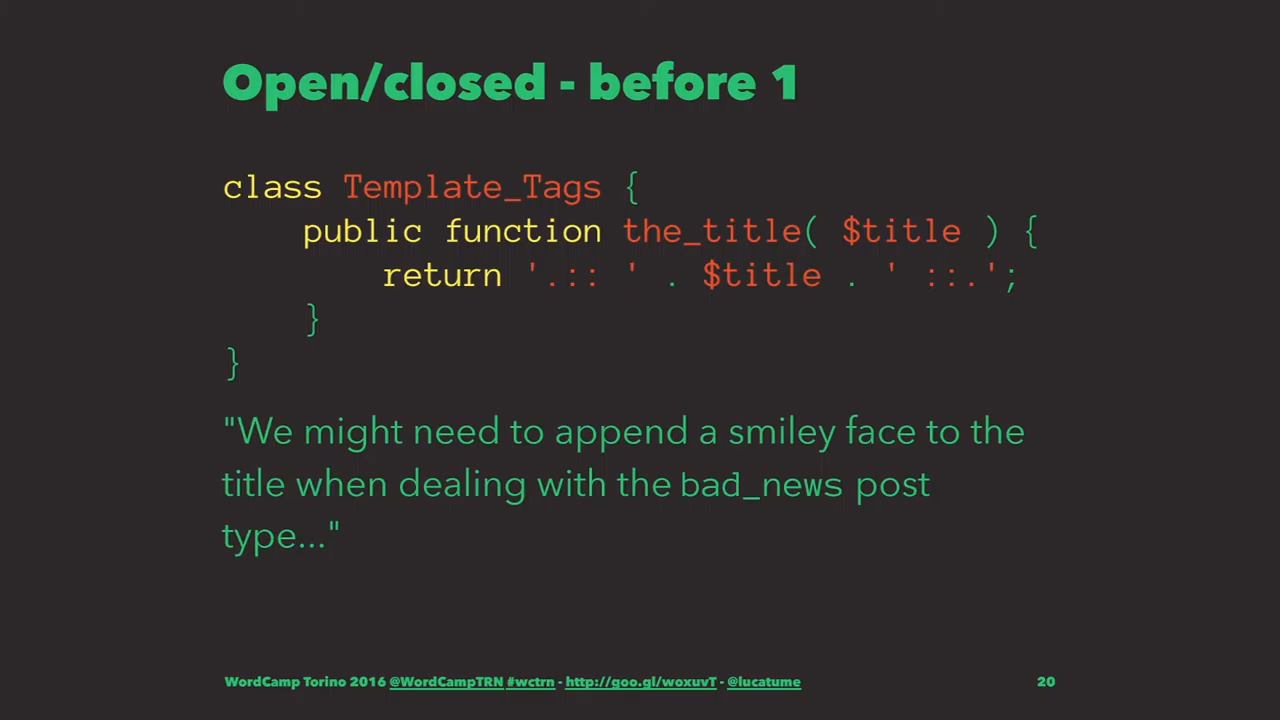 Open/closed - before 1
class Template_Tags {
    public function the_title( $title ) {
        return '.:: ' . $title . ' ::.';
    }
}
"We might need to append a smiley face to the
title when dealing with the bad_news post
type..."
WordCamp Torino 2016 @WordCampTRN #wctrn - http://goo.gl/woxuvT - @lucatume 20